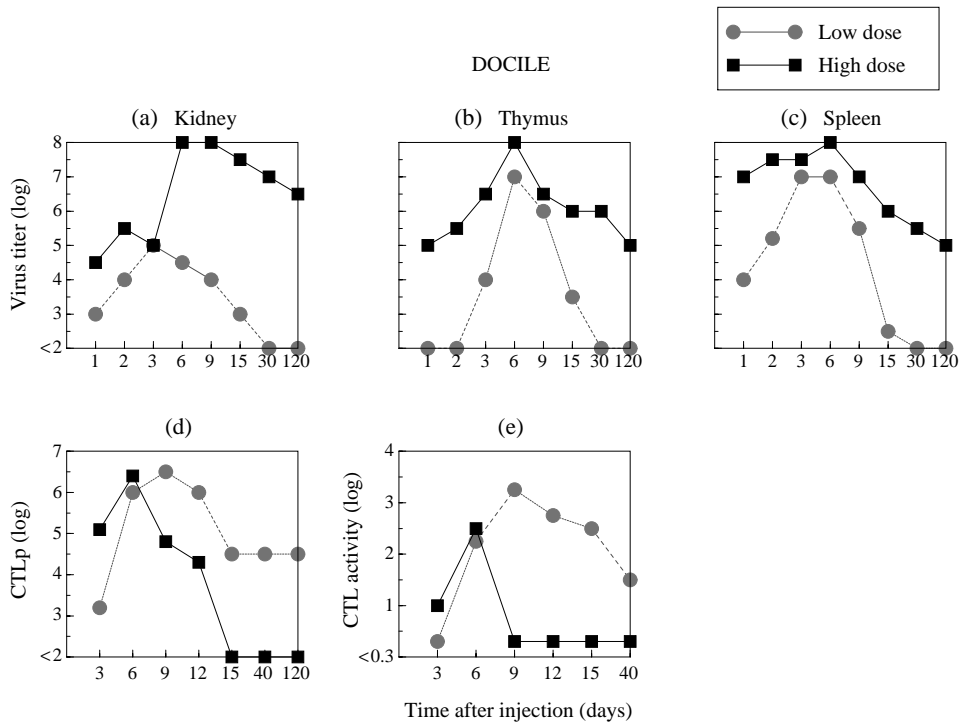 Low dose
High dose
DOCILE
(a) Kidney
(b) Thymus
(c) Spleen
Virus titer (log)
8
7
6
5
4
3
<2
1 2 3 6 9 15 30 120
1 2 3 6 9 15 30 120
1 2 3 6 9 15 30 120
(d)
(e)
CTLp (log)
7
6
5
4
3
<2
3 6 9 12 15 40 120
CTL activity (log)
4
3
2
1
<0.3
3 6 9 12 15 40
Time after injection (days)